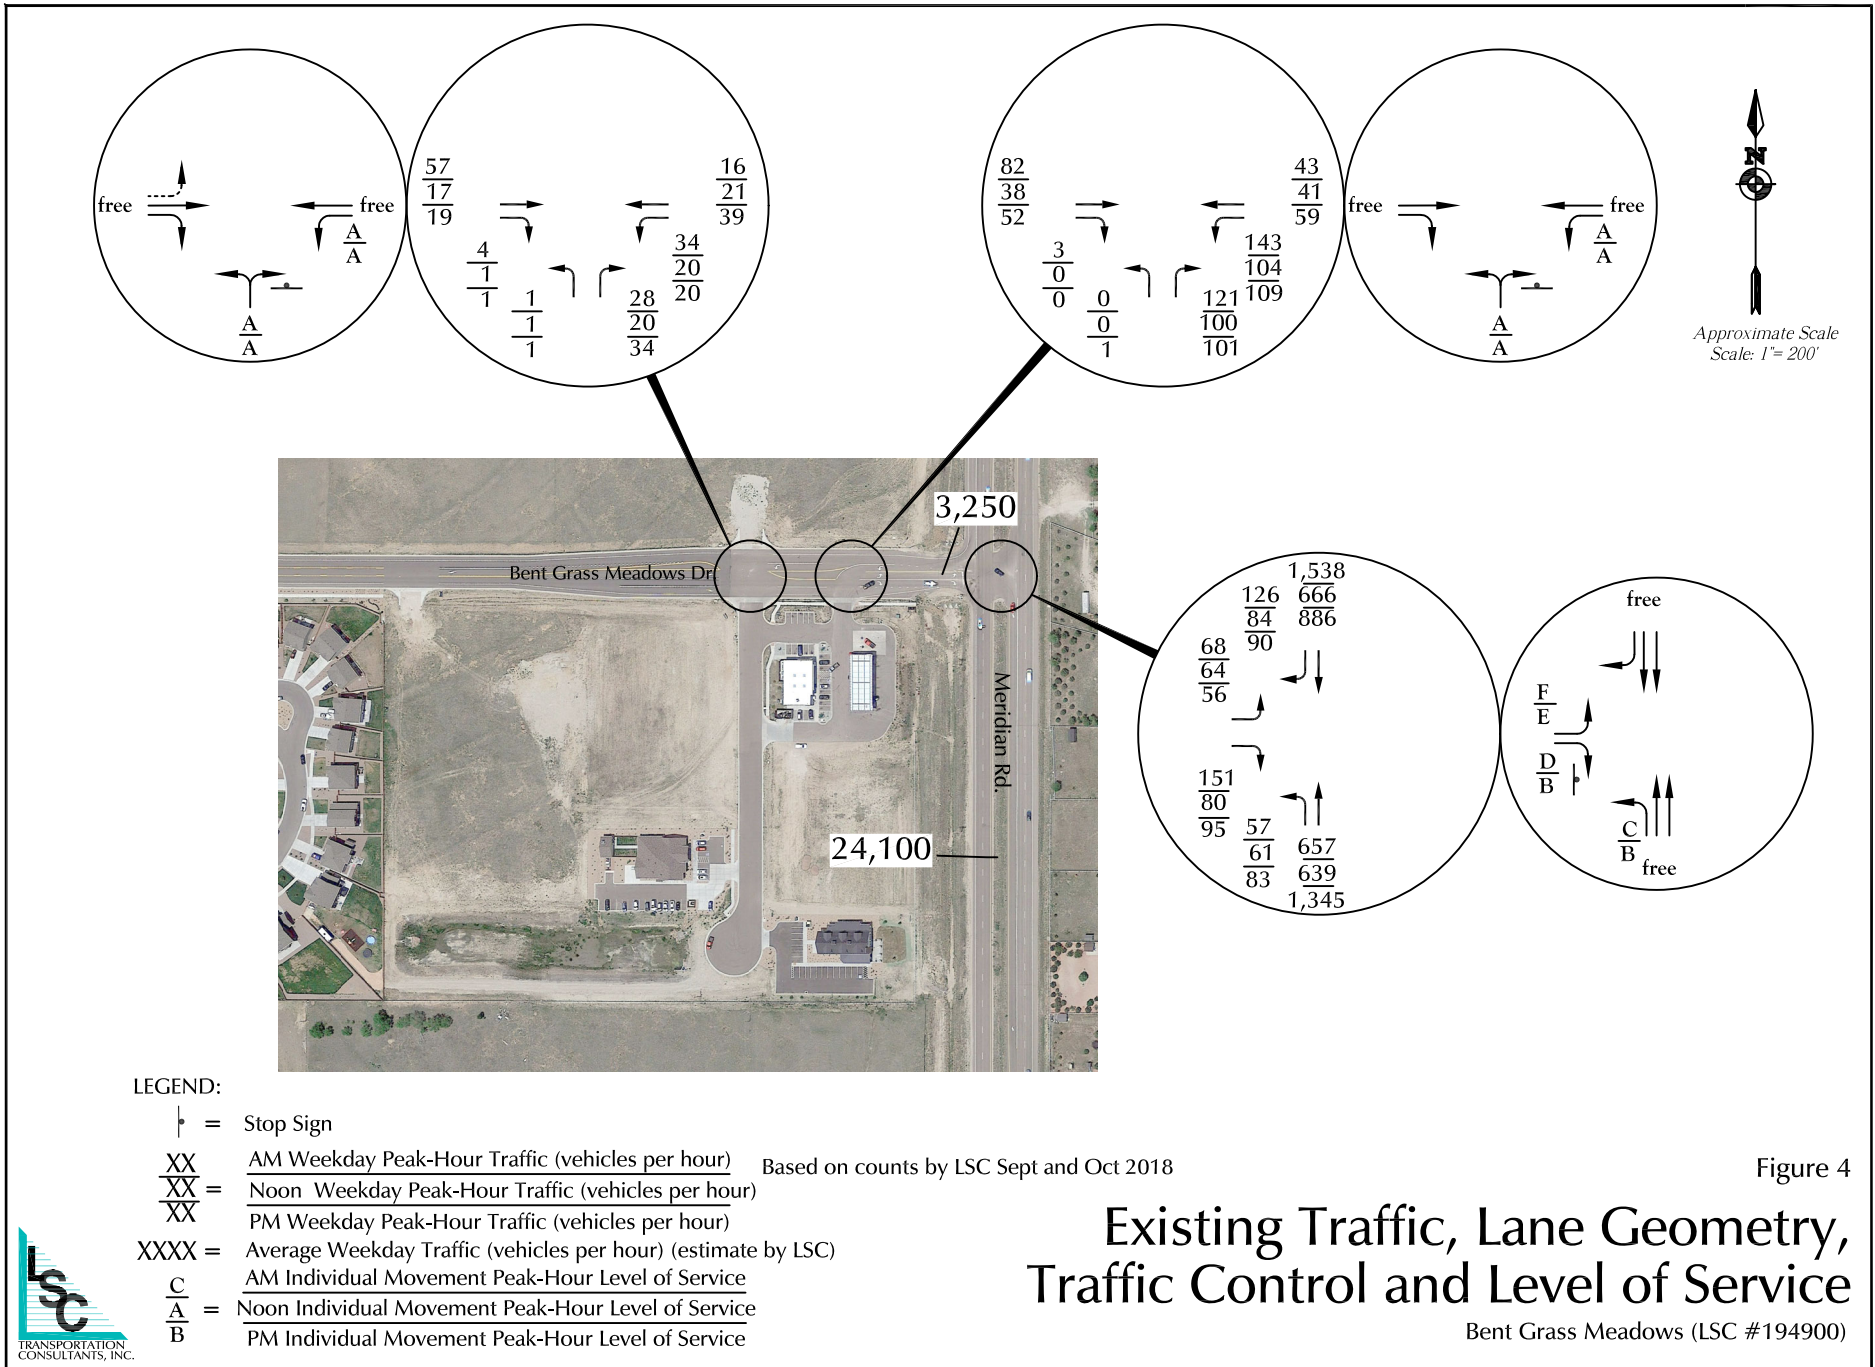 free
free
A
A
A
A
57
17
19
4
1
1
1
1
1
28
20
34
34
20
20
16
21
39
82
38
52
3
0
0
0
0
1
121
100
101
143
104
109
43
41
59
free
free
A
A
A
A
N
Approximate Scale
Scale: 1"= 200'
3,250
Bent Grass Meadows Dr.
Meridian Rd.
24,100
1,538
666
886
126
84
90
68
64
56
151
80
95
57
61
83
657
639
1,345
free
F
E
D
B
C
B
free
LEGEND:
= Stop Sign
XX AM Weekday Peak-Hour Traffic (vehicles per hour)
XX = Noon Weekday Peak-Hour Traffic (vehicles per hour)
XX PM Weekday Peak-Hour Traffic (vehicles per hour)
XXXX = Average Weekday Traffic (vehicles per hour) (estimate by LSC)
C AM Individual Movement Peak-Hour Level of Service
A = Noon Individual Movement Peak-Hour Level of Service
B PM Individual Movement Peak-Hour Level of Service
Based on counts by LSC Sept and Oct 2018
LSC
TRANSPORTATION
CONSULTANTS, INC.
Figure 4
Existing Traffic, Lane Geometry,
Traffic Control and Level of Service
Bent Grass Meadows (LSC #194900)